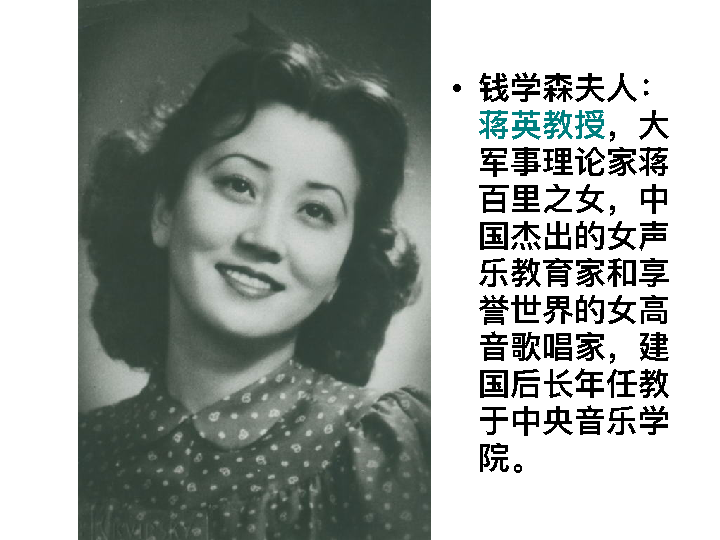 • 钱学森夫人：
蒋英教授，大
军事理论家蒋
百里之女，中
国杰出的女声
乐教育家和享
誉世界的女高
音歌唱家，建
国后长年任教
于中央音乐学
院。